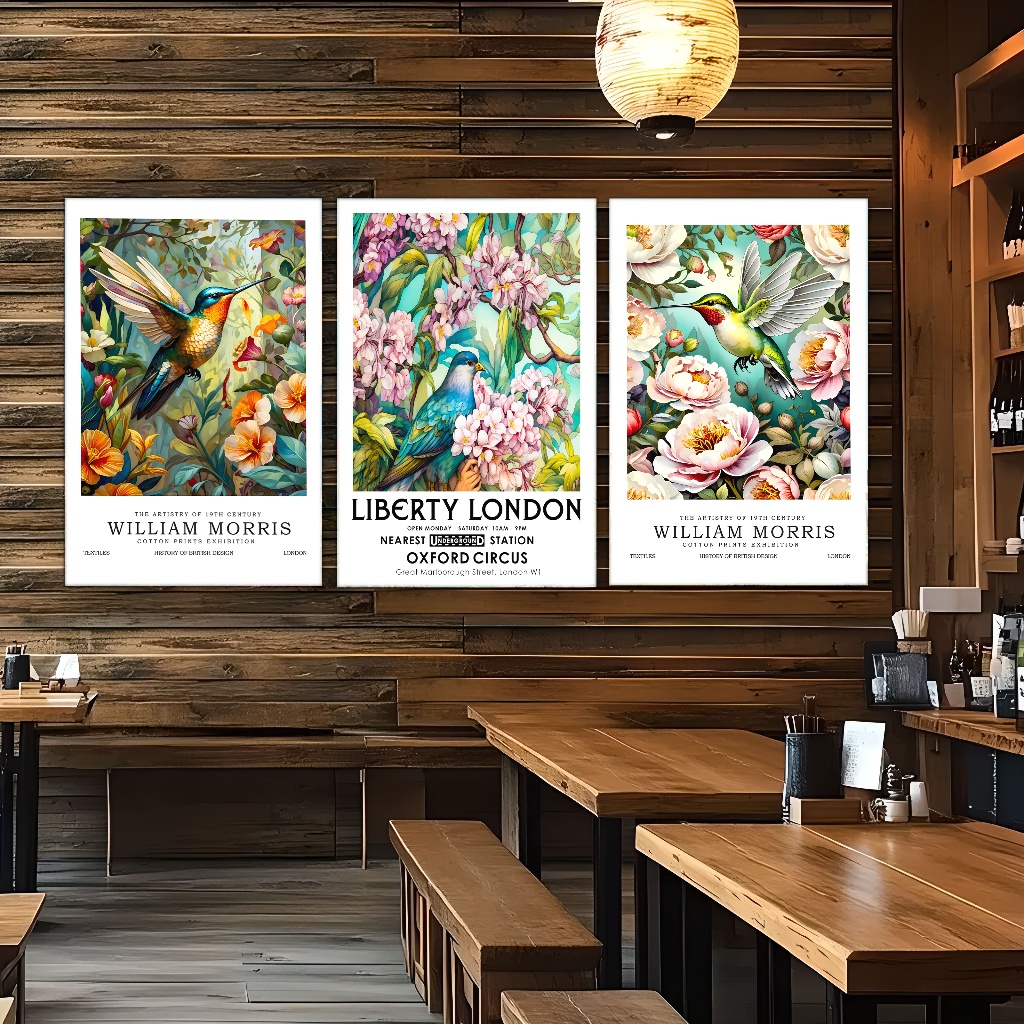 THE ARTISTRY OF 19TH CENTURY
WILLIAM MORRIS
COTTON PRINTS EXHIBITION
TEXTILES HISTORY OF BRITISH DESIGN LONDON
LIBERTY LONDON
OPEN MONDAY - SATURDAY 10AM - 9PM
NEAREST UNDERGROUND STATION
OXFORD CIRCUS
Great Marlborough Street, London W1
THE ARTISTRY OF 19TH CENTURY
WILLIAM MORRIS
COTTON PRINTS EXHIBITION
TEXTILES HISTORY OF BRITISH DESIGN LONDON